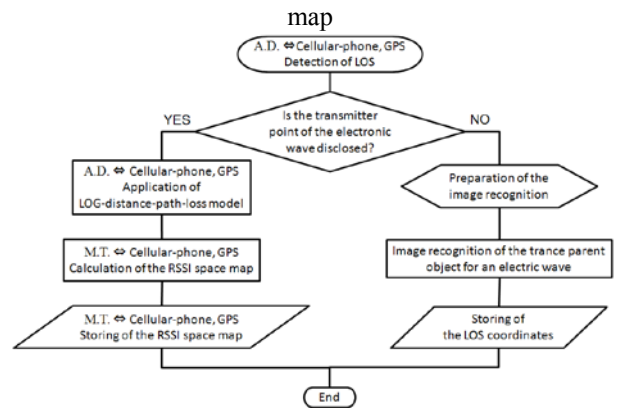 map
A.D. ⇔ Cellular-phone, GPS
Detection of LOS
Is the transmitter
point of the electronic
wave disclosed?
YES
NO
A.D. ⇔ Cellular-phone, GPS
Application of
LOG-distance-path-loss model
Preparation of the
image recognition
M.T. ⇔ Cellular-phone, GPS
Calculation of the RSSI space map
Image recognition of the trance parent
object for an electric wave
M.T. ⇔ Cellular-phone, GPS
Storing of the RSSI space map
Storing of
the LOS coordinates
End